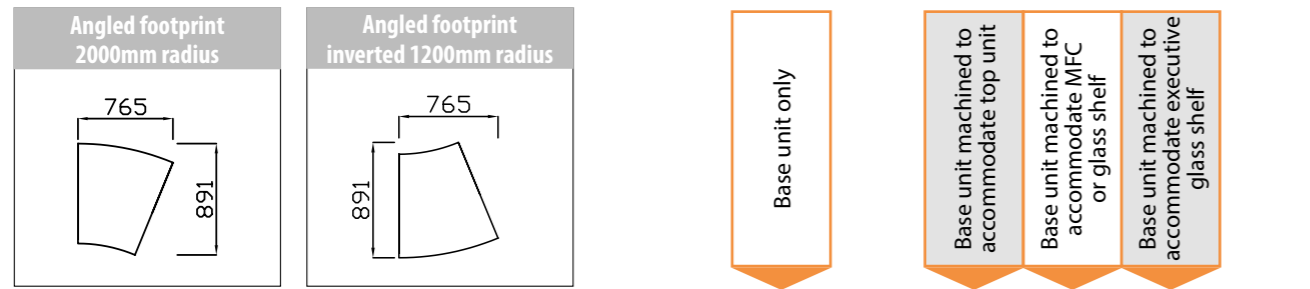 Angled footprint
2000mm radius
765
891
Angled footprint
inverted 1200mm radius
765
891
Base unit only
Base unit machined to
accommodate top unit
Base unit machined to
accommodate MFC
or glass shelf
Base unit machined to
accommodate executive
glass shelf